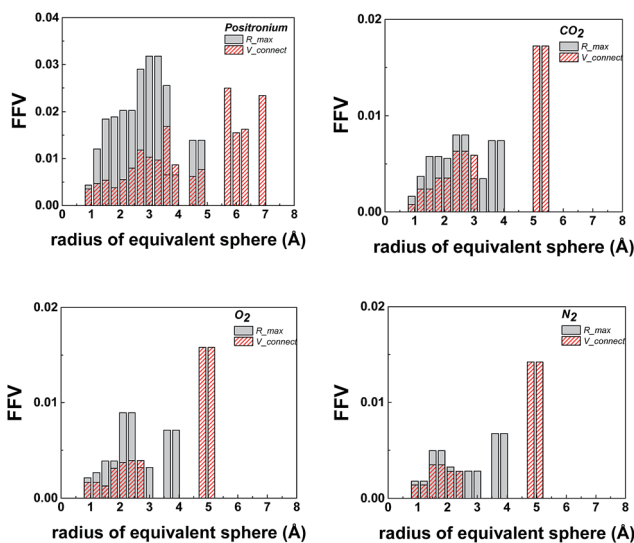 Positronium
R_max
V_connect
FFV
0.04
0.03
0.02
0.01
0.00
0 1 2 3 4 5 6 7 8
radius of equivalent sphere (Å)
CO2
R_max
V_connect
FFV
0.02
0.01
0.00
0 1 2 3 4 5 6 7 8
radius of equivalent sphere (Å)
O2
R_max
V_connect
FFV
0.02
0.01
0.00
0 1 2 3 4 5 6 7 8
radius of equivalent sphere (Å)
N2
R_max
V_connect
FFV
0.02
0.01
0.00
0 1 2 3 4 5 6 7 8
radius of equivalent sphere (Å)